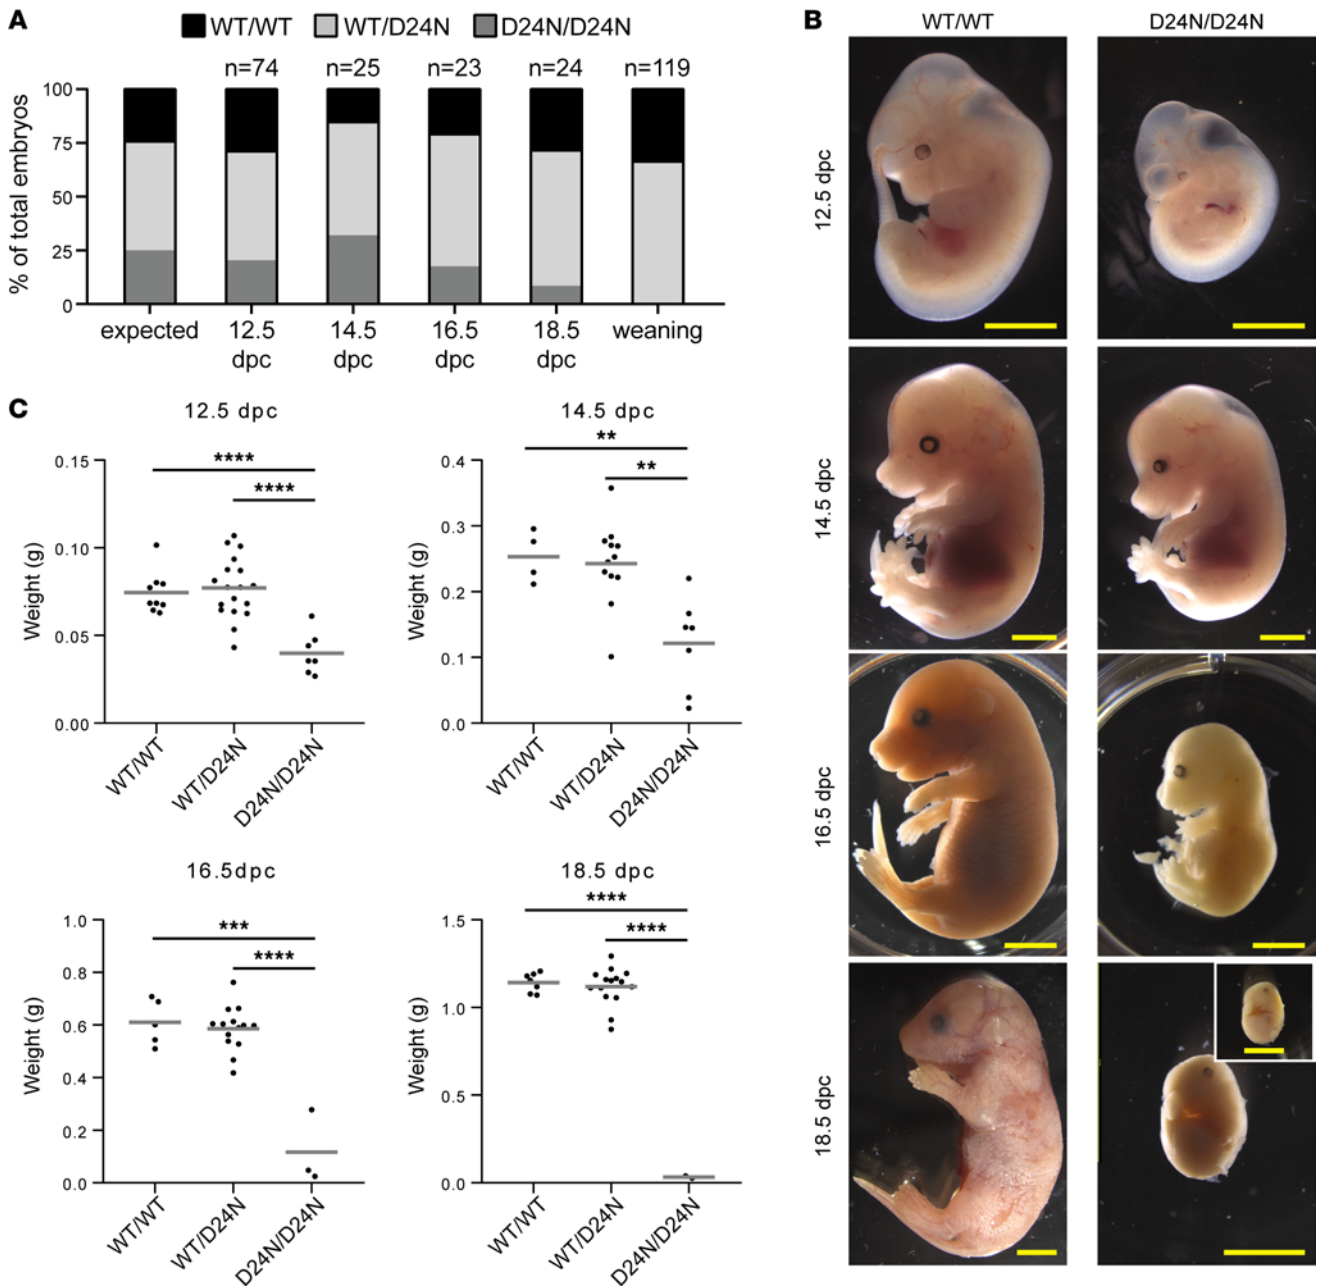 A
WT/WT WT/D24N D24N/D24N
n=74 n=25 n=23 n=24 n=119
% of total embryos
100
75
50
25
0
expected 12.5 dpc 14.5 dpc 16.5 dpc 18.5 dpc weaning
B
WT/WT D24N/D24N
12.5 dpc
14.5 dpc
16.5 dpc
18.5 dpc
C
12.5 dpc
****
****
Weight (g)
0.15
0.10
0.05
0.00
WT/WT WT/D24N D24N/D24N
14.5 dpc
**
**
Weight (g)
0.4
0.3
0.2
0.1
0.0
WT/WT WT/D24N D24N/D24N
16.5dpc
***
****
Weight (g)
1.0
0.8
0.6
0.4
0.2
0.0
WT/WT WT/D24N D24N/D24N
18.5 dpc
****
****
Weight (g)
1.5
1.0
0.5
0.0
WT/WT WT/D24N D24N/D24N